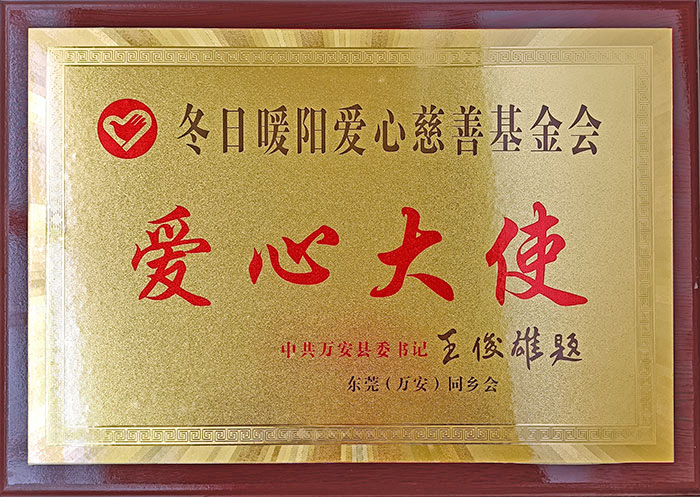 冬日暖阳爱心慈善基金会
爱心大使
中共万安县委书记 王俊雄题
东莞（万安）同乡会